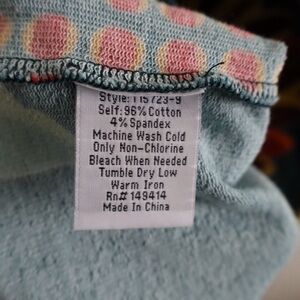 Style: T15723-9
Self: 96% Cotton
4% Spandex
Machine Wash Cold
Only Non-Chlorine
Bleach When Needed
Tumble Dry Low
Warm Iron
Rn# 149414
Made In China